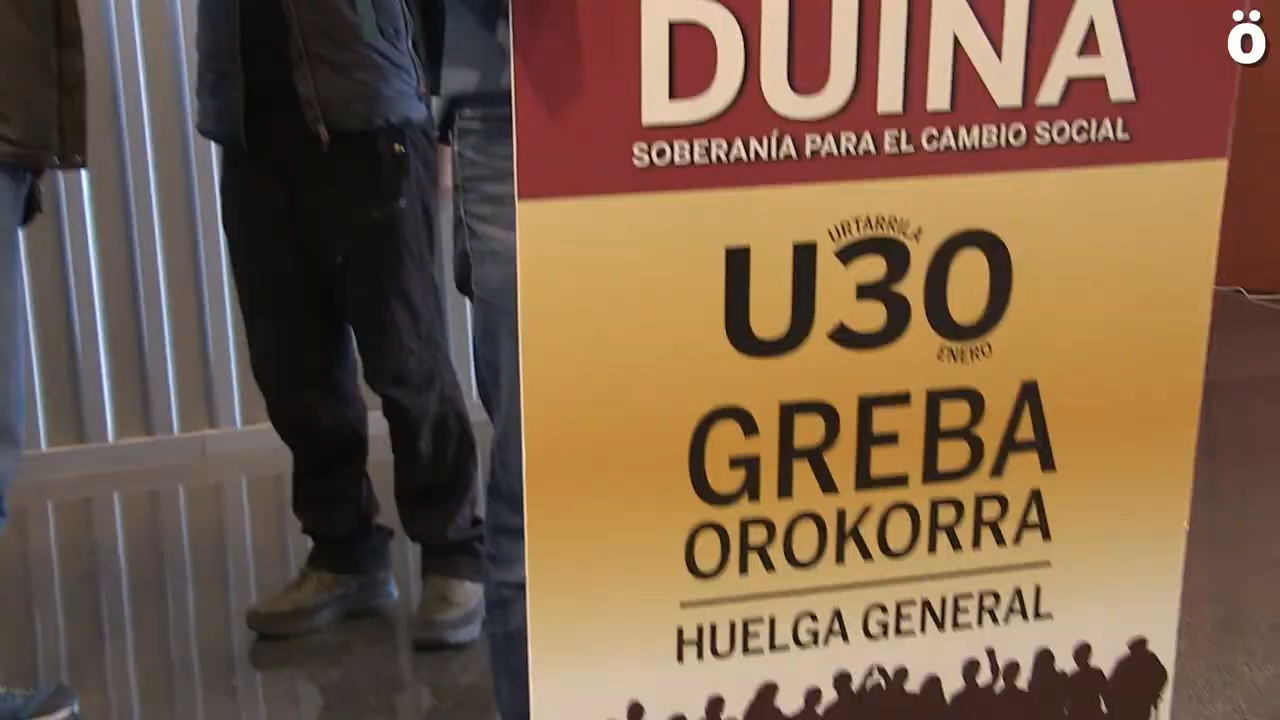 ö
DUINA
SOBERANÍA PARA EL CAMBIO SOCIAL
URTARRILA
U30
ENERO
GREBA
OROKORRA
HUELGA GENERAL